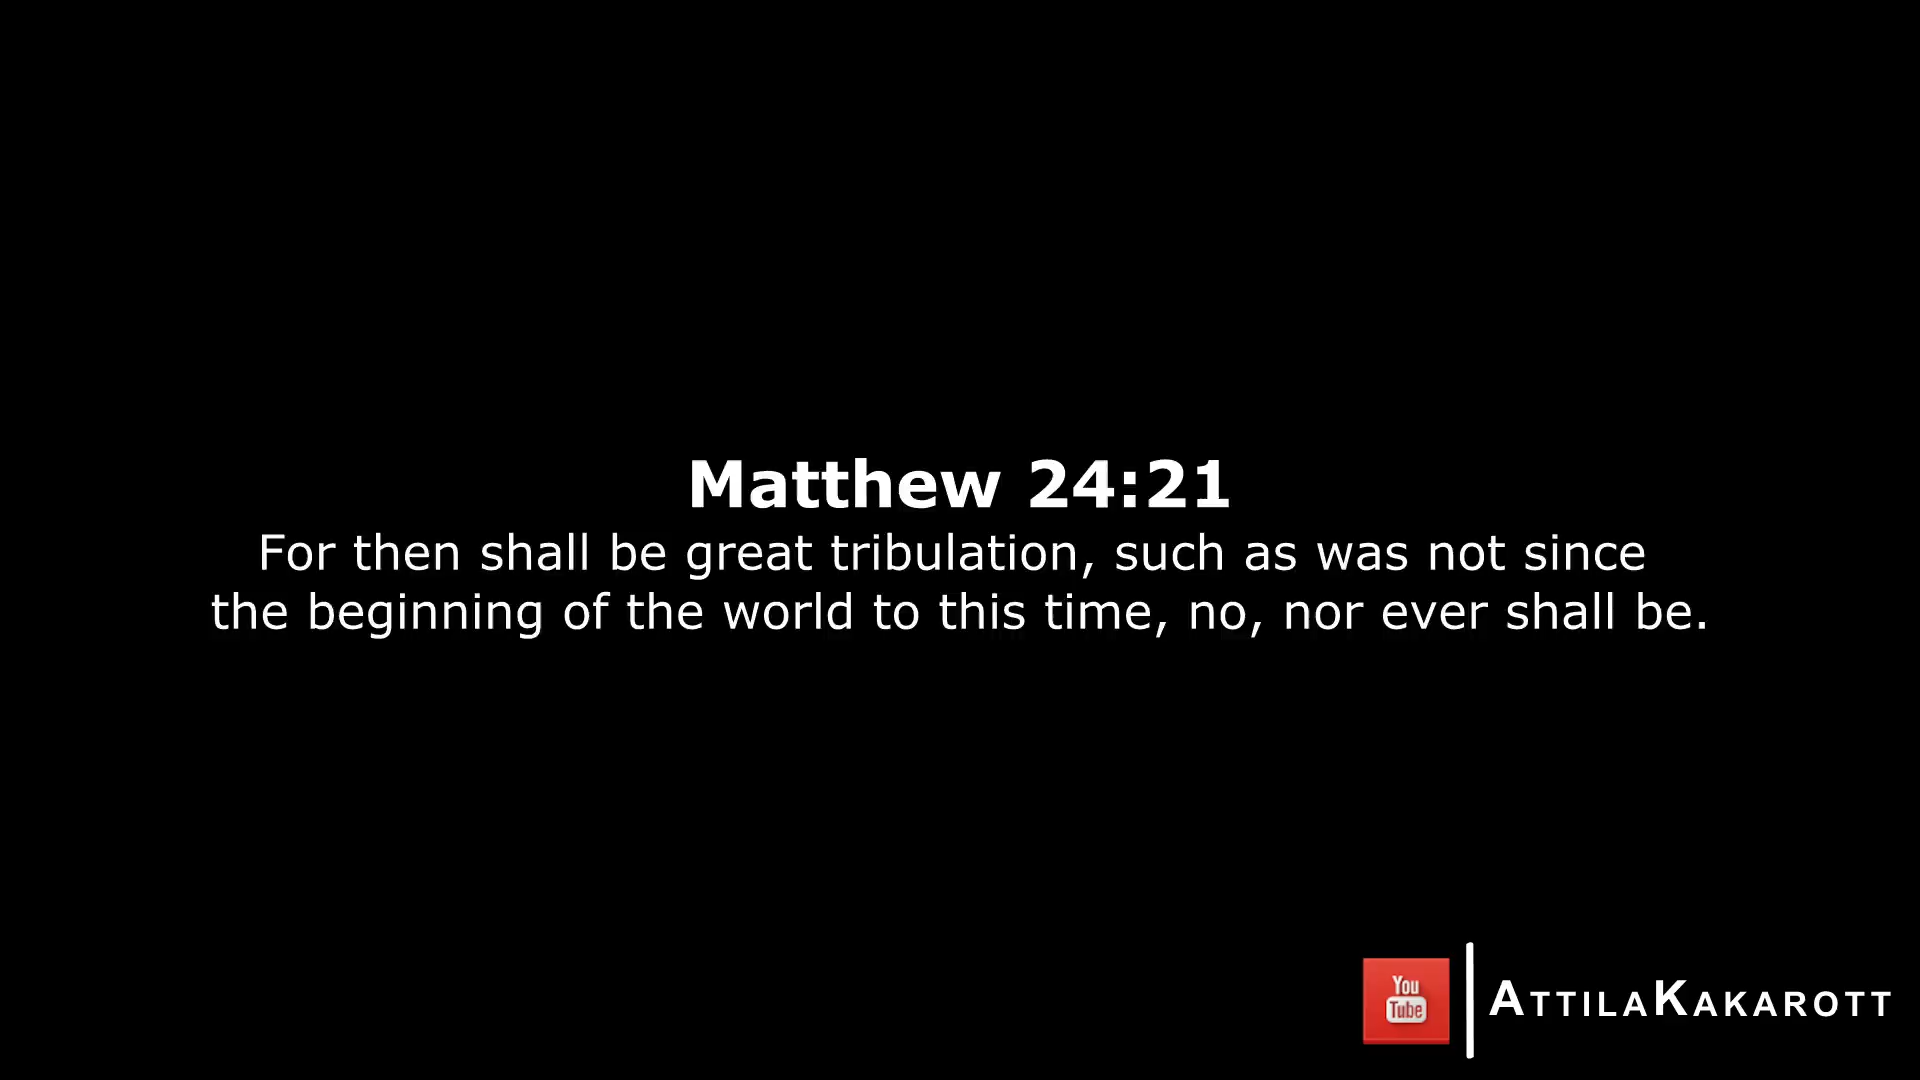 Matthew 24:21
For then shall be great tribulation, such as was not since
the beginning of the world to this time, no, nor ever shall be.
You
Tube
AttilaKakarott